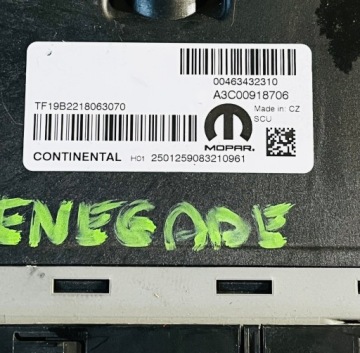 00463432310
A3C00918706
TF19B2218063070
Made in: CZ
SCU
MOPAR.
CONTINENTAL H01 2501259083210961
ENEGADE